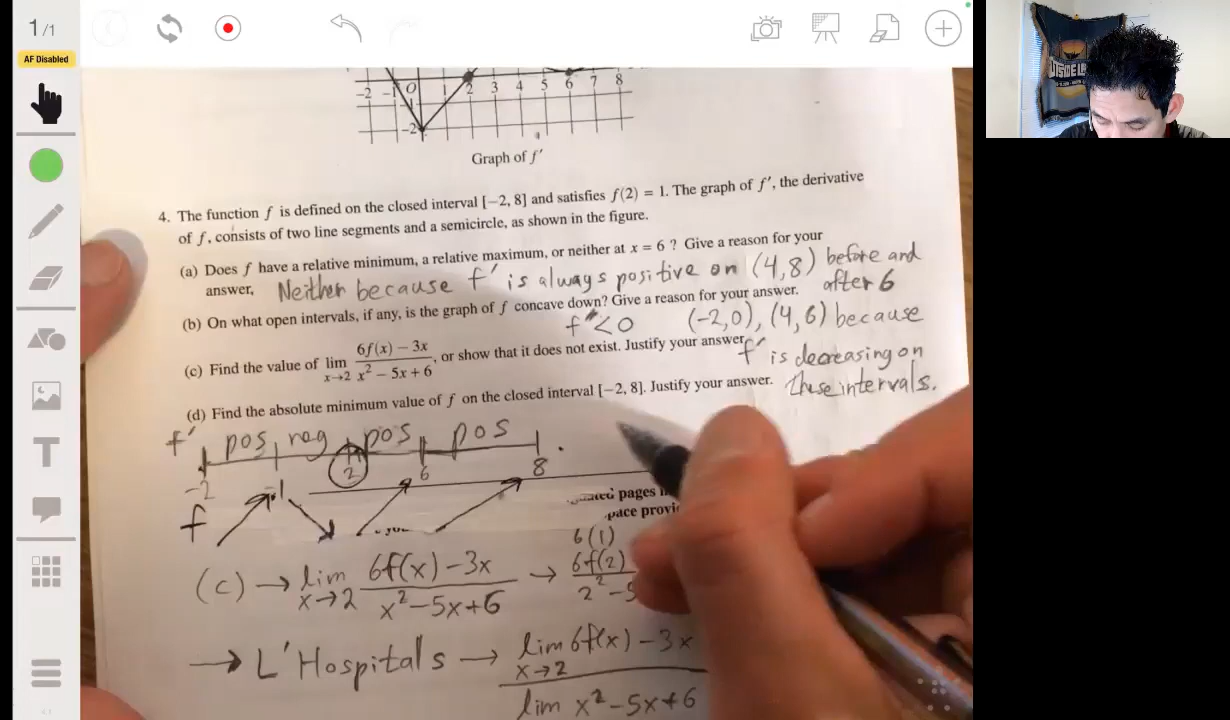 1/1
AF Disabled
-2 -1 O 1 2 3 4 5 6 7 8
-2
Graph of f'
4. The function f is defined on the closed interval [−2, 8] and satisfies f(2) = 1. The graph of f', the derivative
of f, consists of two line segments and a semicircle, as shown in the figure.
(a) Does f have a relative minimum, a relative maximum, or neither at x = 6 ? Give a reason for your
answer. Neither because f' is always positive on (4,8) before and
after 6
(b) On what open intervals, if any, is the graph of f concave down? Give a reason for your answer.
f''<0 (-2,0), (4,6) because
f' is decreasing on
these intervals.
(c) Find the value of lim x→2 6f(x) − 3x / x² − 5x + 6, or show that it does not exist. Justify your answer.
(d) Find the absolute minimum value of f on the closed interval [−2, 8]. Justify your answer.
f' pos neg pos pos
-2 -1 2 6 8
f
pages
pace provi
6(1)
(c) → lim x→2 6f(x)-3x / x²-5x+6 → 6f(2) / 2²-5
→ L'Hospitals → lim x→2 6f(x)-3x
lim x²-5x+6